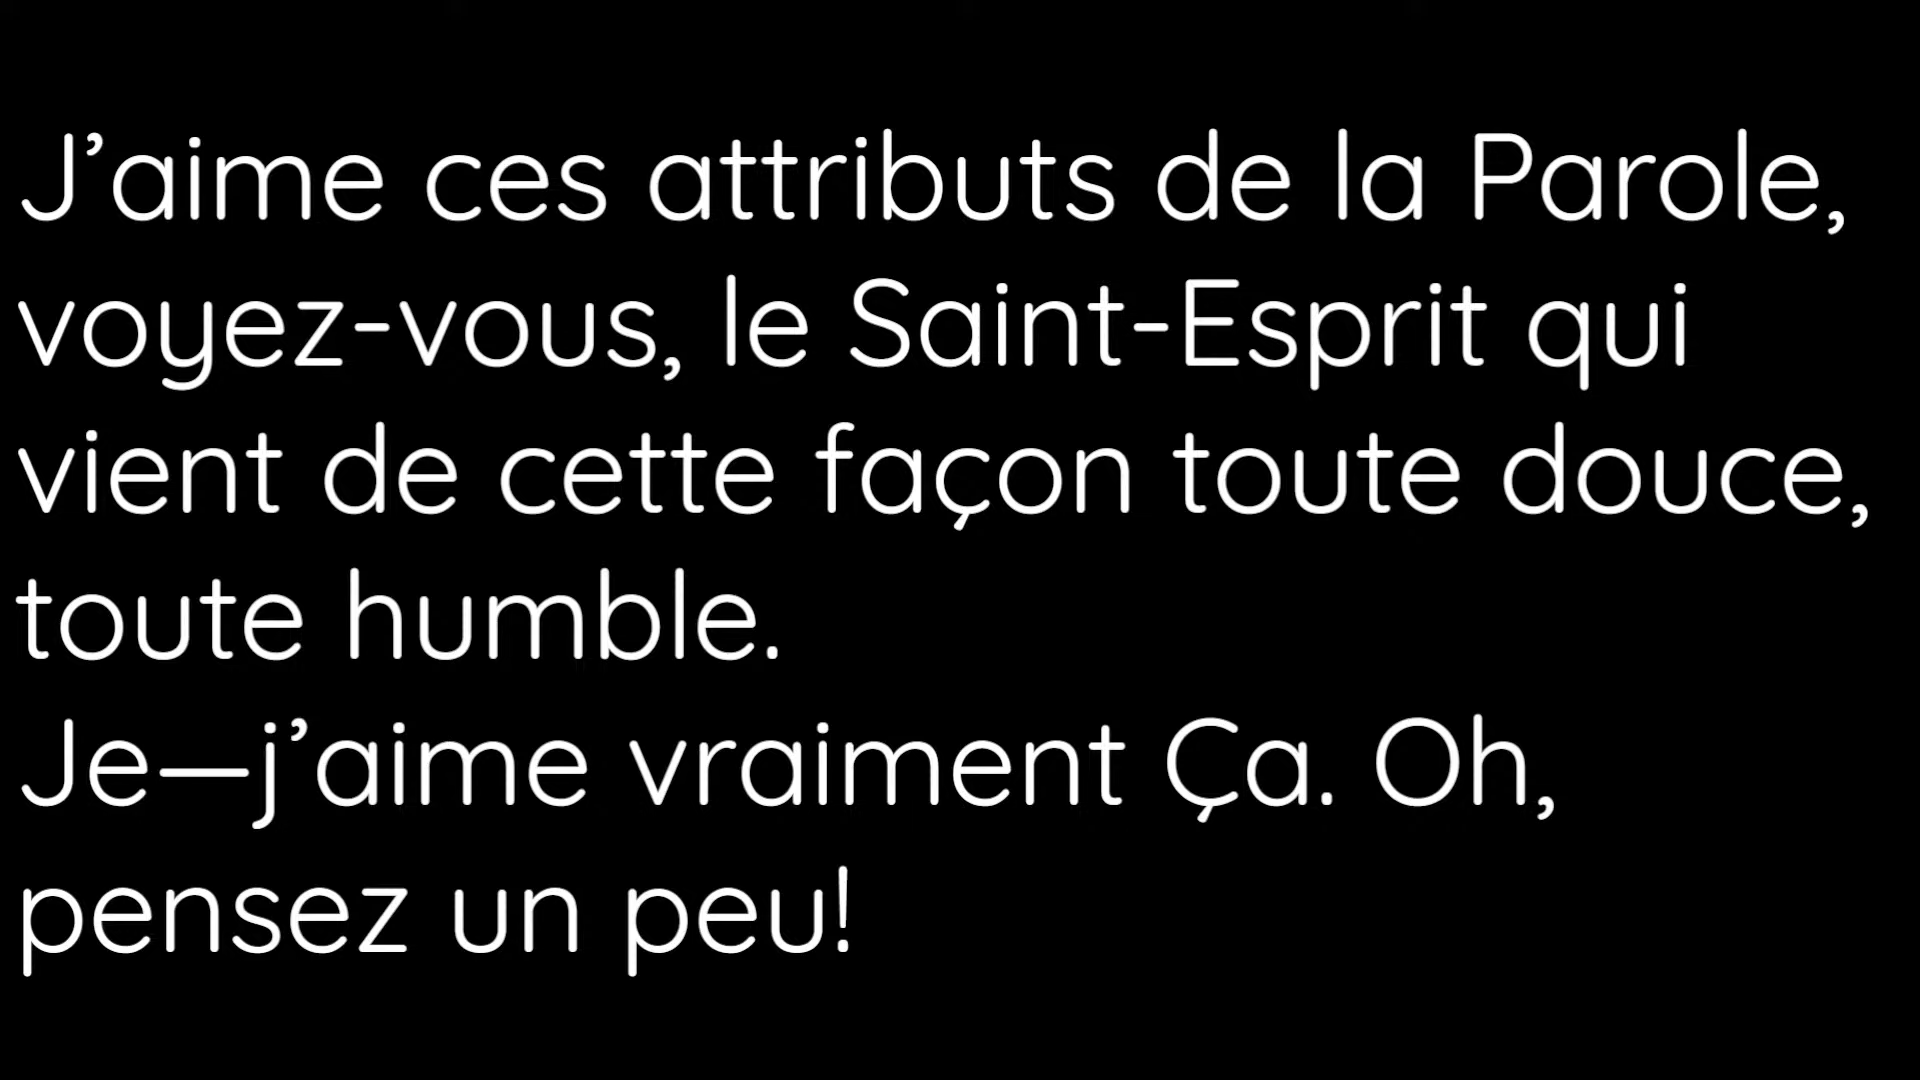 J’aime ces attributs de la Parole,
voyez-vous, le Saint-Esprit qui
vient de cette façon toute douce,
toute humble.
Je—j’aime vraiment Ça. Oh,
pensez un peu!